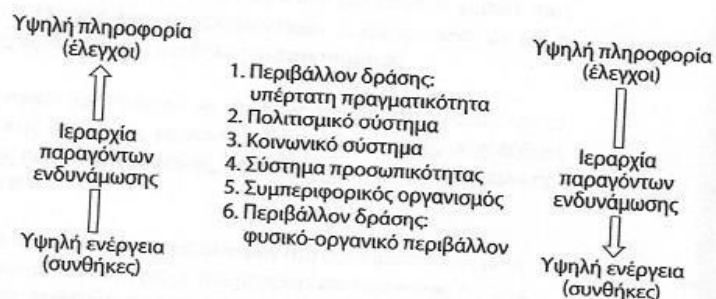 Υψηλή πληροφορία
(έλεγχοι)
Ιεραρχία
παραγόντων
ενδυνάμωσης
Υψηλή ενέργεια
(συνθήκες)
1. Περιβάλλον δράσης:
υπέρτατη πραγματικότητα
2. Πολιτισμικό σύστημα
3. Κοινωνικό σύστημα
4. Σύστημα προσωπικότητας
5. Συμπεριφορικός οργανισμός
6. Περιβάλλον δράσης:
φυσικό-οργανικό περιβάλλον
Υψηλή πληροφορία
(έλεγχοι)
Ιεραρχία
παραγόντων
ενδυνάμωσης
Υψηλή ενέργεια
(συνθήκες)